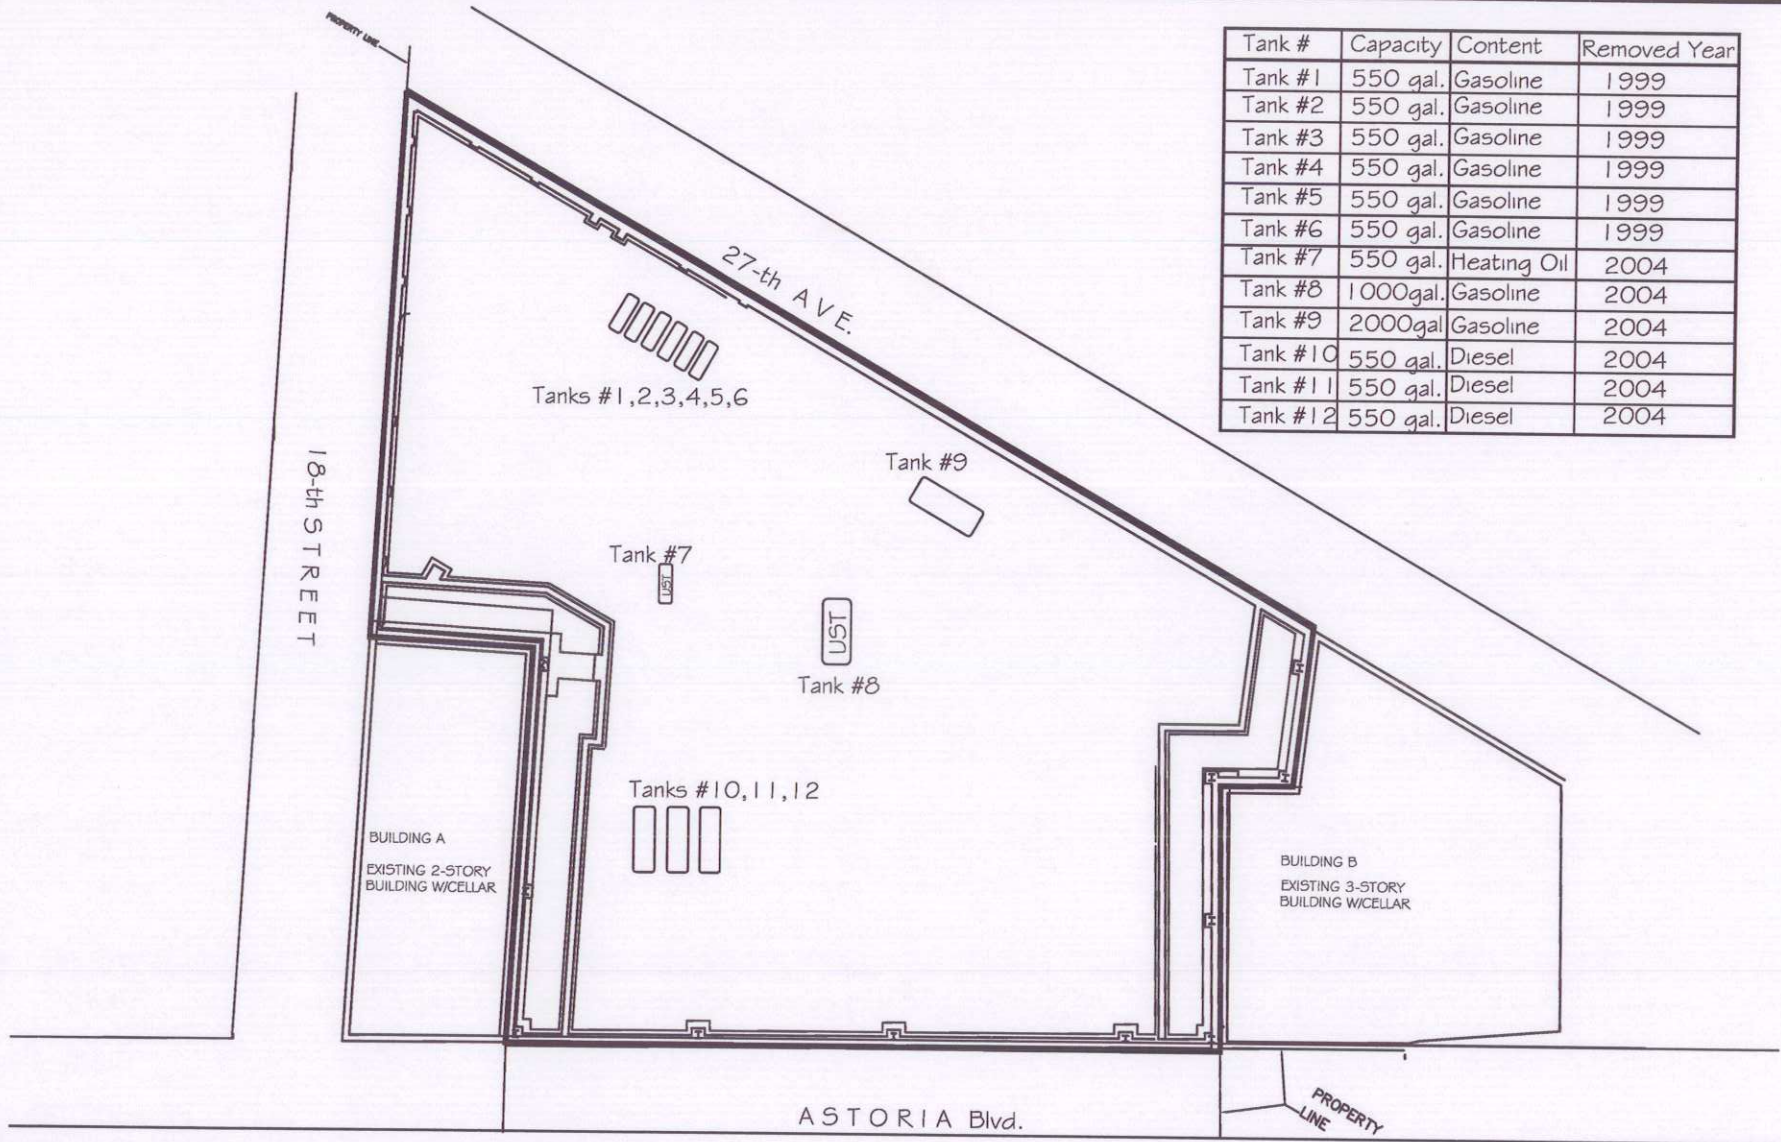 PROPERTY LINE
Tank # Capacity Content Removed Year
Tank #1 550 gal. Gasoline 1999
Tank #2 550 gal. Gasoline 1999
Tank #3 550 gal. Gasoline 1999
Tank #4 550 gal. Gasoline 1999
Tank #5 550 gal. Gasoline 1999
Tank #6 550 gal. Gasoline 1999
Tank #7 550 gal. Heating Oil 2004
Tank #8 1000gal. Gasoline 2004
Tank #9 2000gal Gasoline 2004
Tank #10 550 gal. Diesel 2004
Tank #11 550 gal. Diesel 2004
Tank #12 550 gal. Diesel 2004
27-th AVE.
Tanks #1,2,3,4,5,6
18-th STREET
Tank #9
Tank #7
UST
UST
Tank #8
Tanks #10,11,12
BUILDING A
EXISTING 2-STORY
BUILDING W/CELLAR
BUILDING B
EXISTING 3-STORY
BUILDING W/CELLAR
ASTORIA Blvd.
PROPERTY
LINE